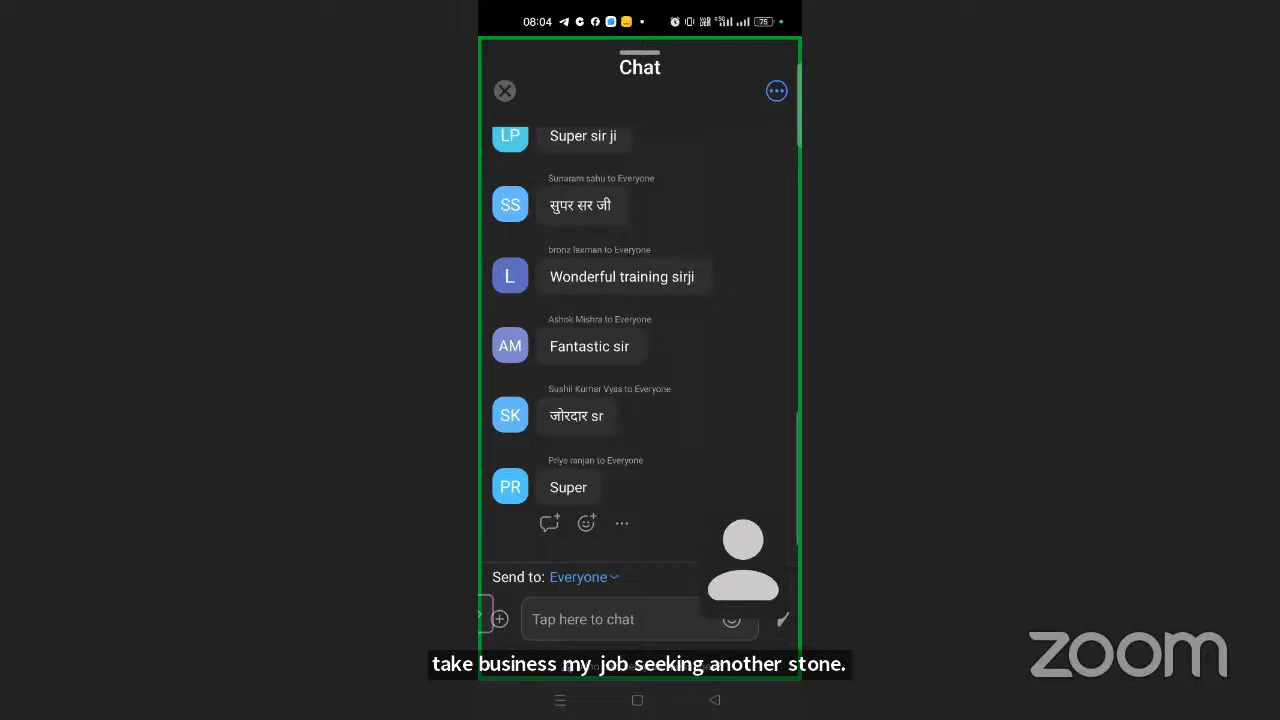 08:04
75
Chat
LP
Super sir ji
Sunaram sahu to Everyone
SS
सुपर सर जी
bronz laxman to Everyone
L
Wonderful training sirji
Ashok Mishra to Everyone
AM
Fantastic sir
Sushil Kumar Vyas to Everyone
SK
जोरदार sr
Priye ranjan to Everyone
PR
Super
Send to: Everyone
Tap here to chat
take business my job seeking another stone.
zoom